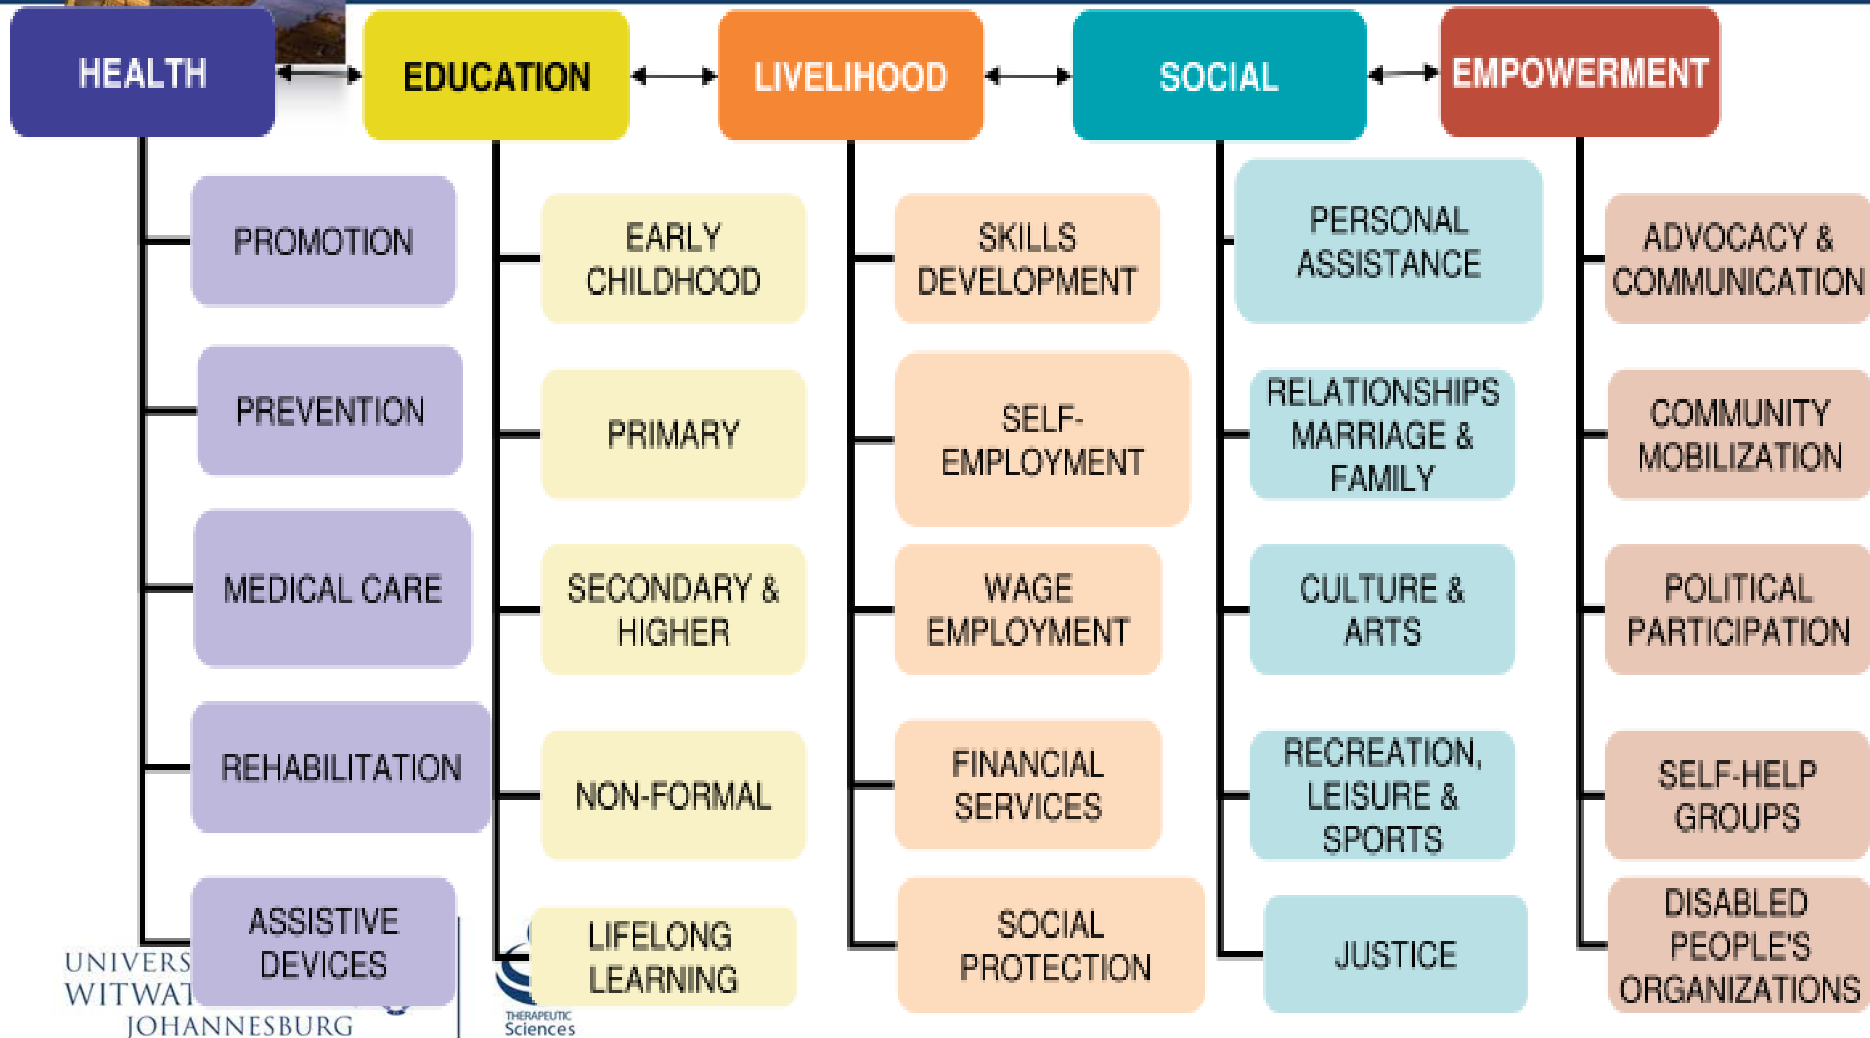 HEALTH
EDUCATION
LIVELIHOOD
SOCIAL
EMPOWERMENT
PROMOTION
PREVENTION
MEDICAL CARE
REHABILITATION
ASSISTIVE
DEVICES
EARLY
CHILDHOOD
PRIMARY
SECONDARY &
HIGHER
NON-FORMAL
LIFELONG
LEARNING
SKILLS
DEVELOPMENT
SELF-
EMPLOYMENT
WAGE
EMPLOYMENT
FINANCIAL
SERVICES
SOCIAL
PROTECTION
PERSONAL
ASSISTANCE
RELATIONSHIPS
MARRIAGE &
FAMILY
CULTURE &
ARTS
RECREATION,
LEISURE &
SPORTS
JUSTICE
ADVOCACY &
COMMUNICATION
COMMUNITY
MOBILIZATION
POLITICAL
PARTICIPATION
SELF-HELP
GROUPS
DISABLED
PEOPLE'S
ORGANIZATIONS
JOHANNESBURG
THERAPEUTIC
Sciences